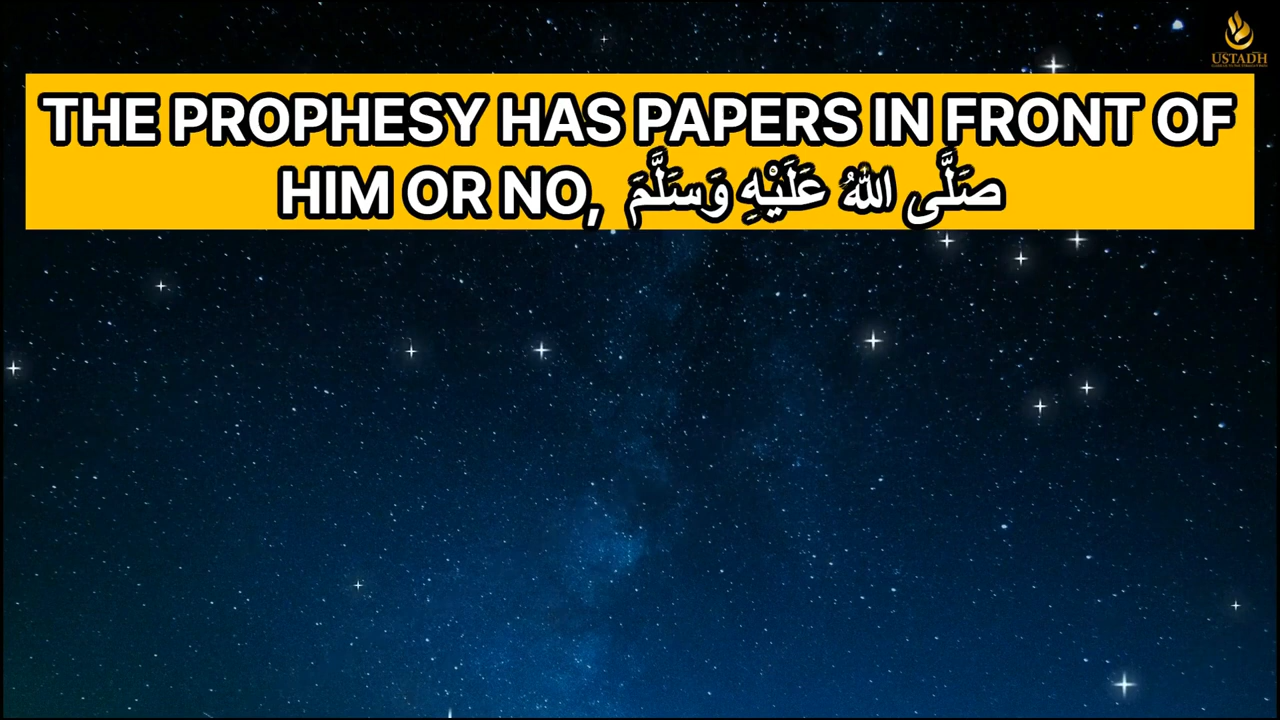 USTADH
THE PROPHESY HAS PAPERS IN FRONT OF
HIM OR NO, صَلَّى اللهُ عَلَيْهِ وَسَلَّمَ